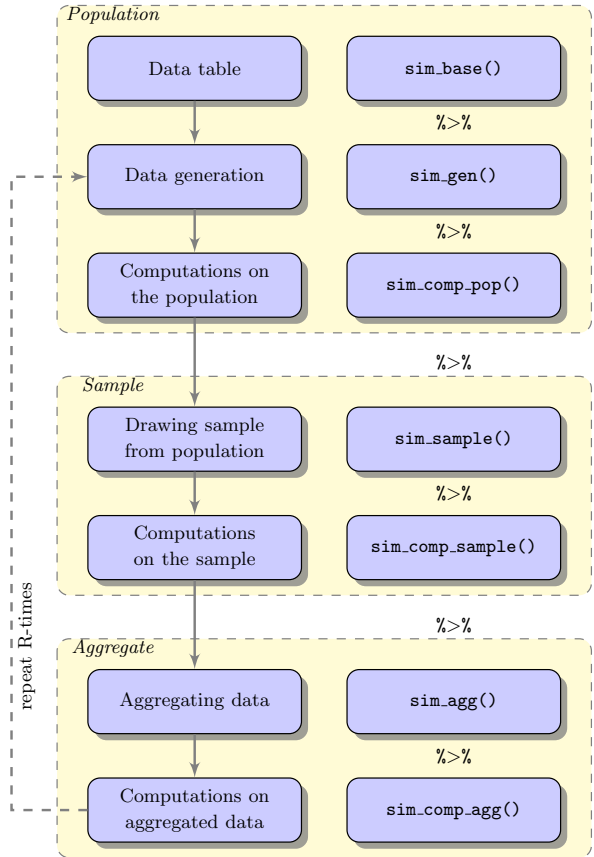 Population
Data table
sim_base()
%>%
Data generation
sim_gen()
%>%
Computations on
the population
sim_comp_pop()
%>%
Sample
Drawing sample
from population
sim_sample()
%>%
Computations
on the sample
sim_comp_sample()
%>%
Aggregate
Aggregating data
sim_agg()
%>%
Computations on
aggregated data
sim_comp_agg()
repeat R-times